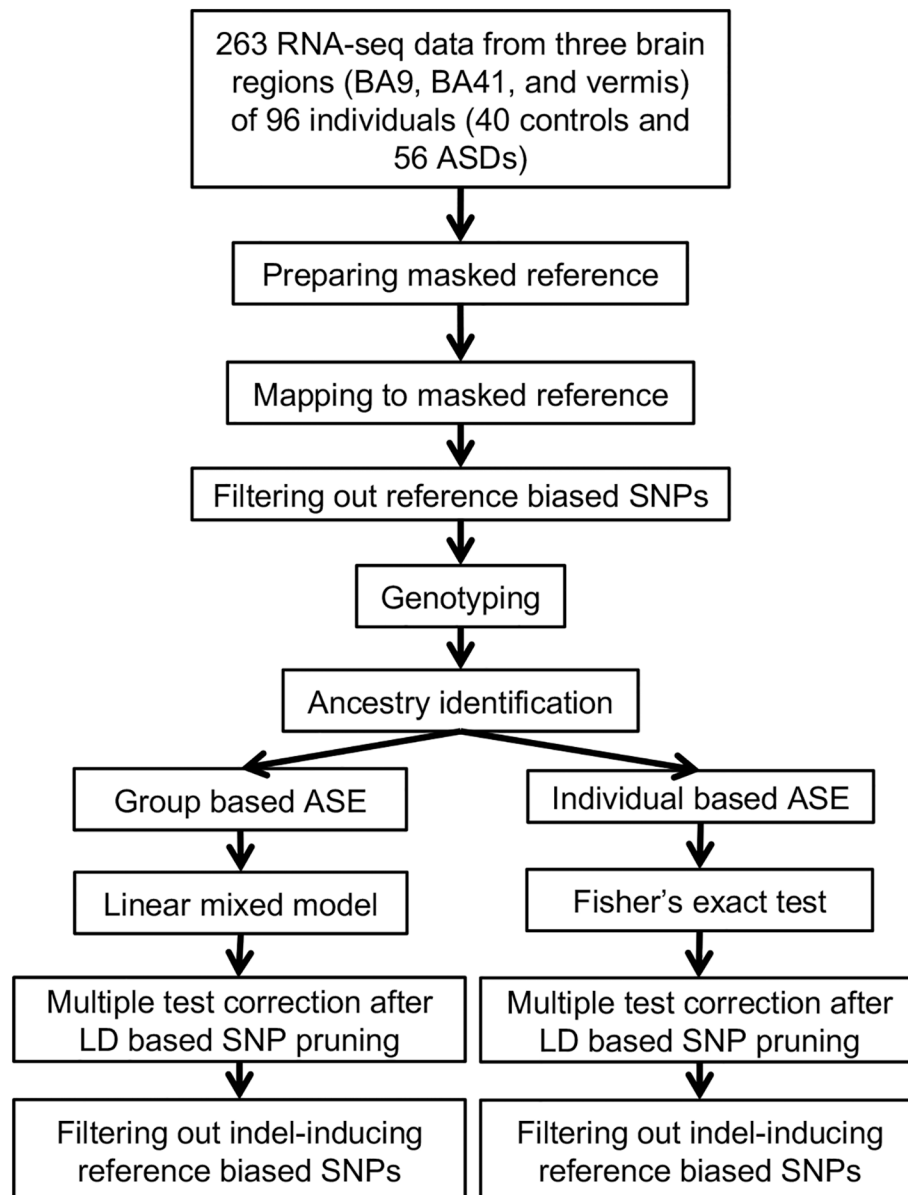 263 RNA-seq data from three brain
regions (BA9, BA41, and vermis)
of 96 individuals (40 controls and
56 ASDs)
Preparing masked reference
Mapping to masked reference
Filtering out reference biased SNPs
Genotyping
Ancestry identification
Group based ASE
Linear mixed model
Multiple test correction after
LD based SNP pruning
Filtering out indel-inducing
reference biased SNPs
Individual based ASE
Fisher’s exact test
Multiple test correction after
LD based SNP pruning
Filtering out indel-inducing
reference biased SNPs